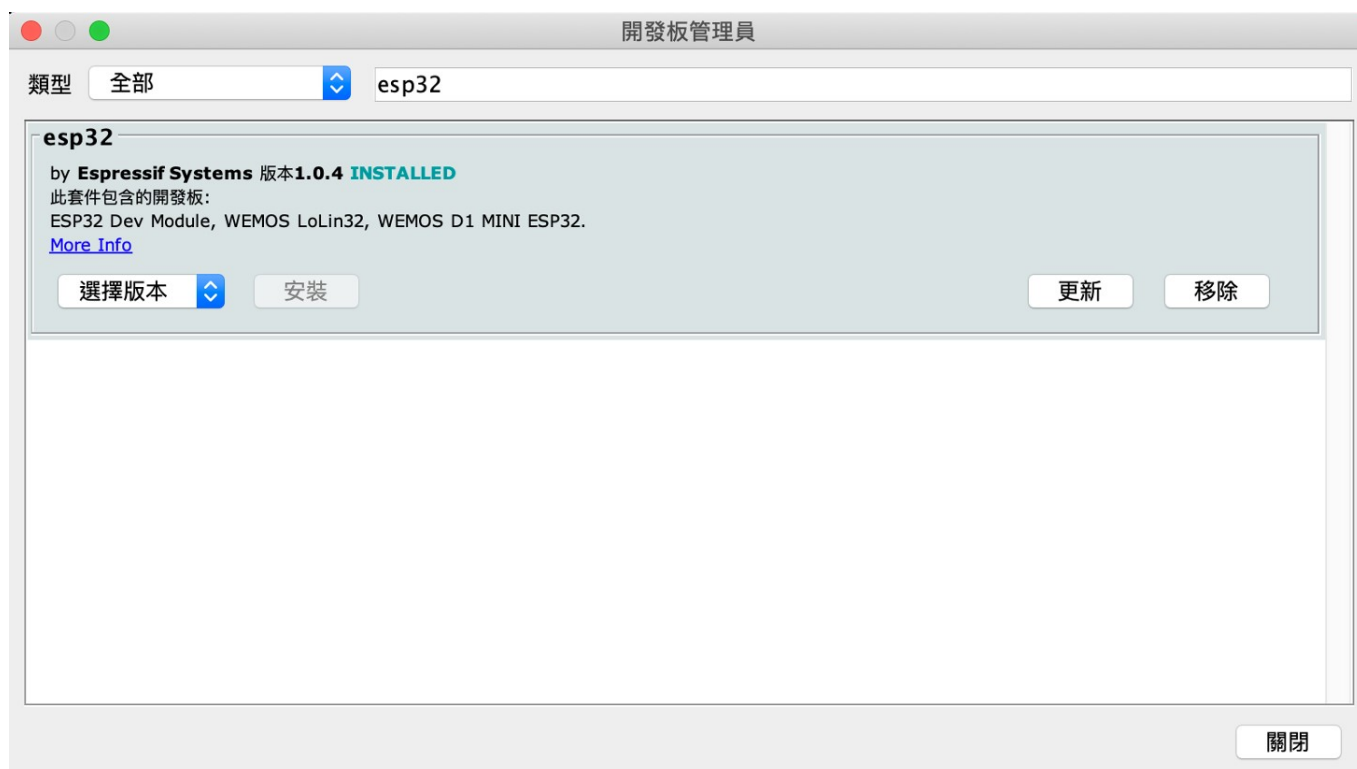 開發板管理員
類型 全部 esp32
esp32
by Espressif Systems 版本1.0.4 INSTALLED
此套件包含的開發板:
ESP32 Dev Module, WEMOS LoLin32, WEMOS D1 MINI ESP32.
More Info
選擇版本 安裝 更新 移除
關閉